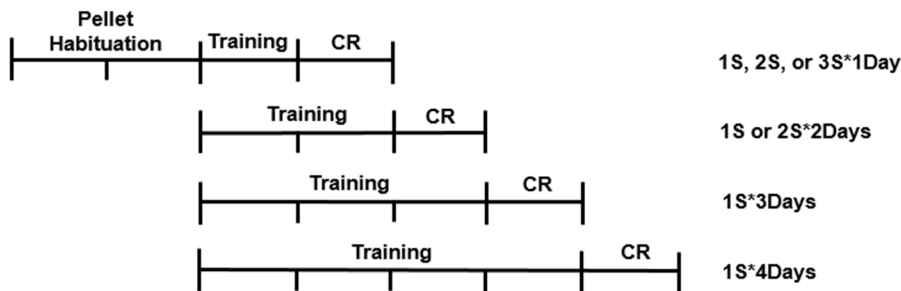 Pellet
Habituation
Training
CR
1S, 2S, or 3S*1Day
Training
CR
1S or 2S*2Days
Training
CR
1S*3Days
Training
CR
1S*4Days